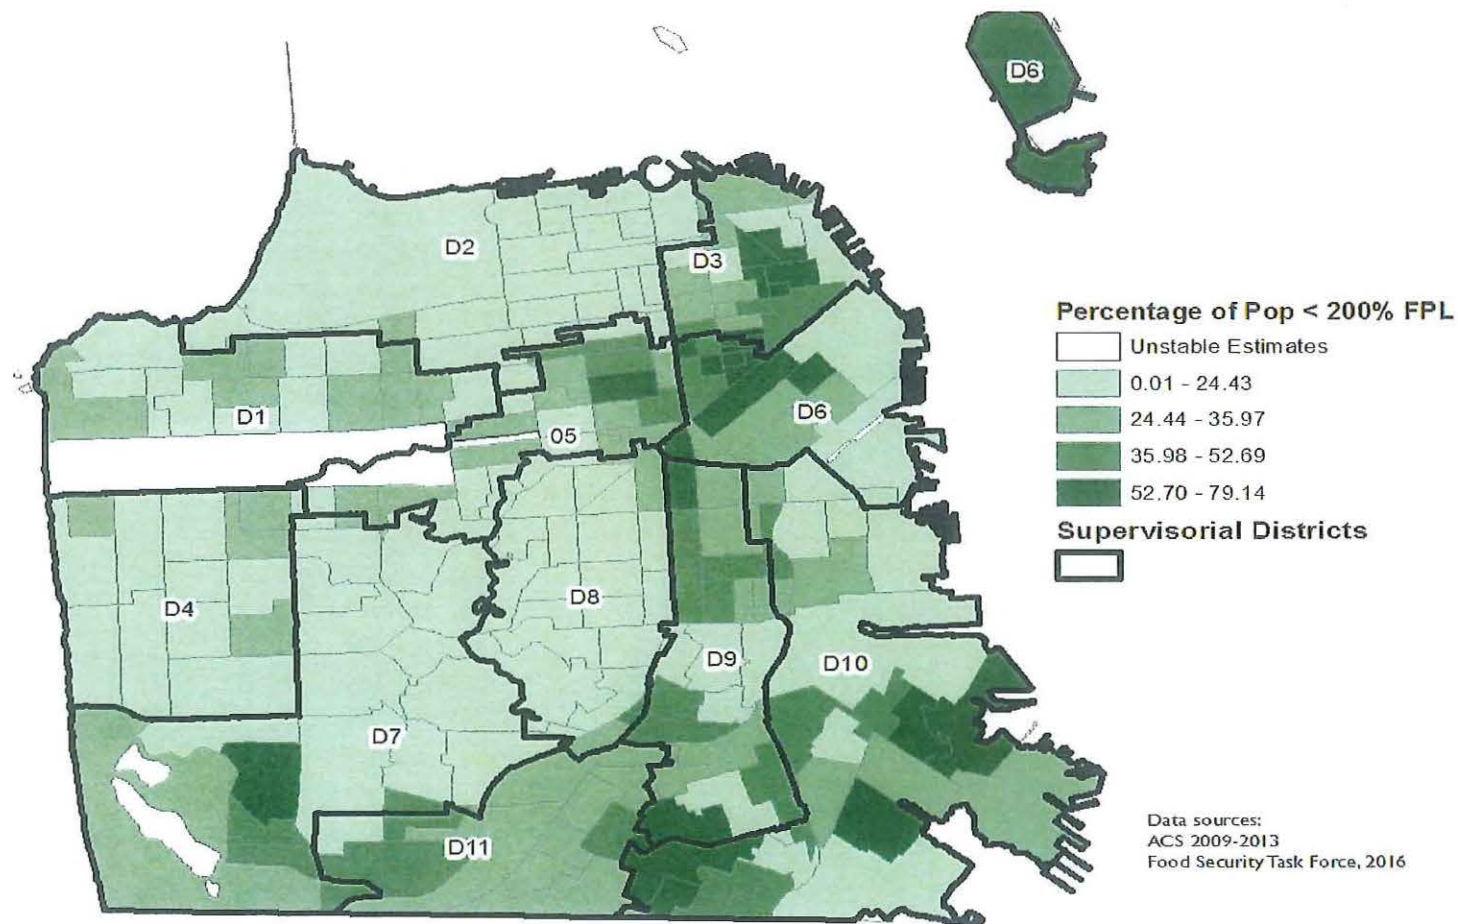 D6
D2
D3
D1
D6
05
D4
D8
D9
D10
D7
D11
Percentage of Pop < 200% FPL
Unstable Estimates
0.01 - 24.43
24.44 - 35.97
35.98 - 52.69
52.70 - 79.14
Supervisorial Districts
Data sources:
ACS 2009-2013
Food Security Task Force, 2016